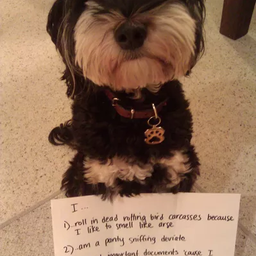 I...
1). roll in dead rotting bird carcasses because
I like to smell like arse
2). am a panty sniffing deviate
important documents 'cause I